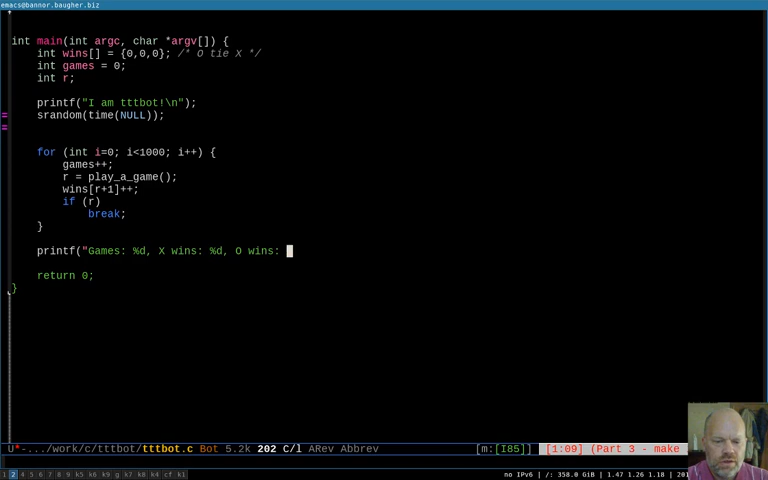 emacs@bannor.baugher.biz
int main(int argc, char *argv[]) {
    int wins[] = {0,0,0}; /* O tie X */
    int games = 0;
    int r;
    printf("I am tttbot!\n");
    srandom(time(NULL));
    for (int i=0; i<1000; i++) {
        games++;
        r = play_a_game();
        wins[r+1]++;
        if (r)
            break;
    }
    printf("Games: %d, X wins: %d, O wins: 
    return 0;
}
U*-.../work/c/tttbot/tttbot.c Bot 5.2k 202 C/l ARev Abbrev [m:[I85]] [1:09] (Part 3 - make
1 2 3 4 5 6 7 8 9 k5 k6 k9 g k7 k8 k4 cf k1 no IPv6 | /: 358.0 GiB | 1.47 1.26 1.18 | 201